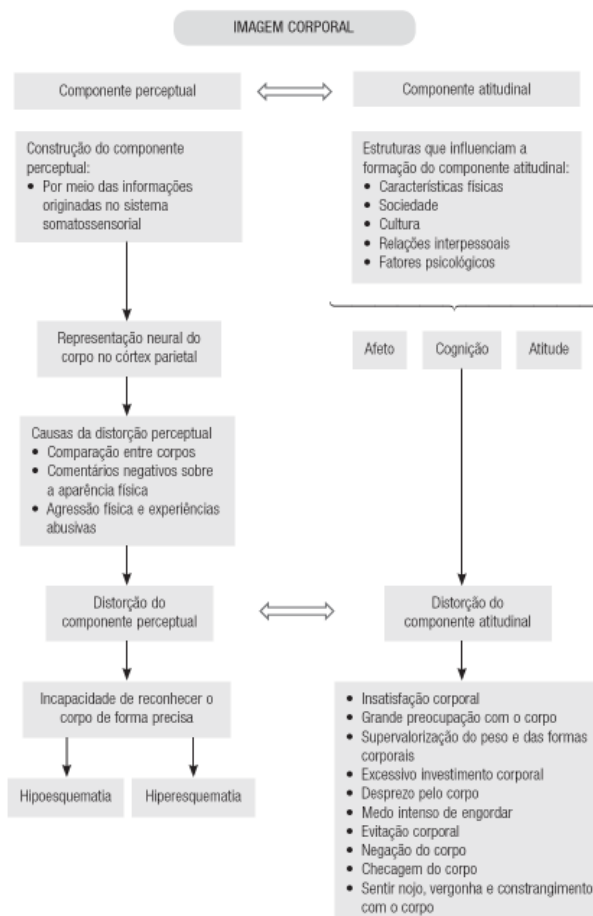 IMAGEM CORPORAL
Componente perceptual
Componente atitudinal
Construção do componente
perceptual:
• Por meio das informações
originadas no sistema
somatossensorial
Estruturas que influenciam a
formação do componente atitudinal:
• Características físicas
• Sociedade
• Cultura
• Relações interpessoais
• Fatores psicológicos
Representação neural do
corpo no córtex parietal
Afeto
Cognição
Atitude
Causas da distorção perceptual
• Comparação entre corpos
• Comentários negativos sobre
a aparência física
• Agressão física e experiências
abusivas
Distorção do
componente perceptual
Distorção do
componente atitudinal
Incapacidade de reconhecer o
corpo de forma precisa
Hipoesquematia
Hiperesquematia
• Insatisfação corporal
• Grande preocupação com o corpo
• Supervalorização do peso e das formas
corporais
• Excessivo investimento corporal
• Desprezo pelo corpo
• Medo intenso de engordar
• Evitação corporal
• Negação do corpo
• Checagem do corpo
• Sentir nojo, vergonha e constrangimento
com o corpo